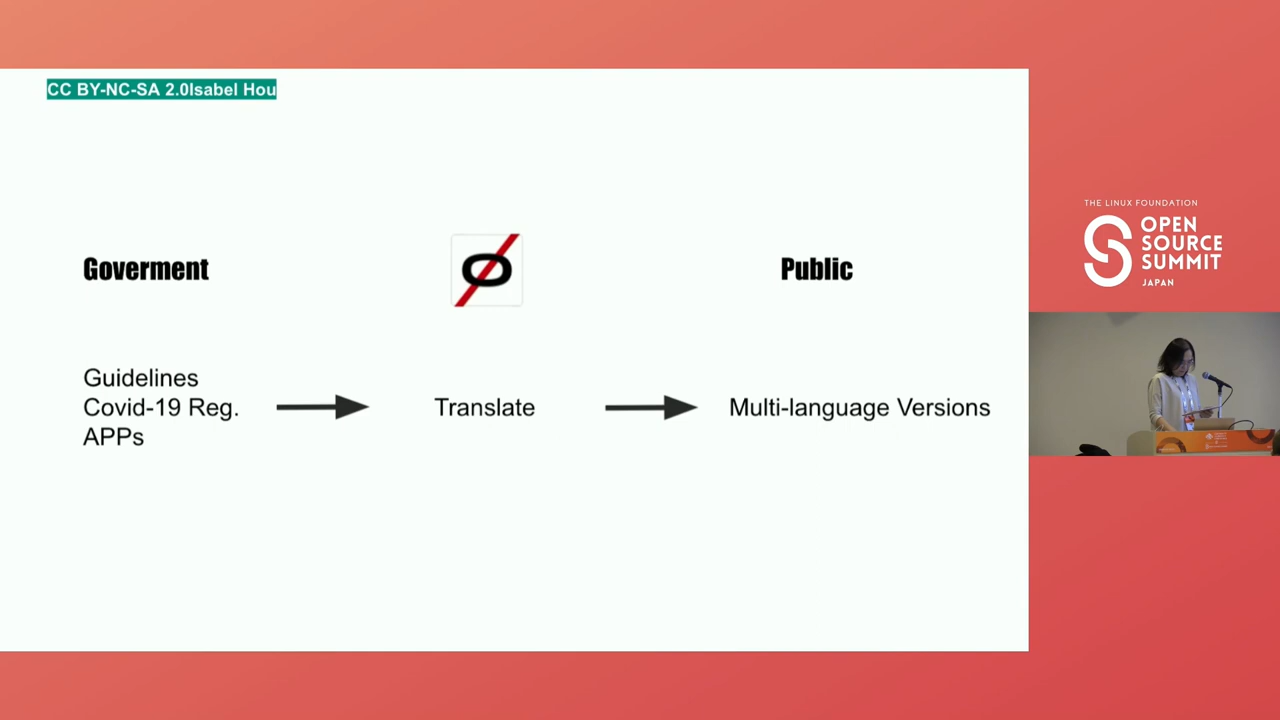 CC BY-NC-SA 2.0Isabel Hou
Goverment
Public
Guidelines
Covid-19 Reg.
APPs
Translate
Multi-language Versions
THE LINUX FOUNDATION
OPEN
SOURCE
SUMMIT
JAPAN